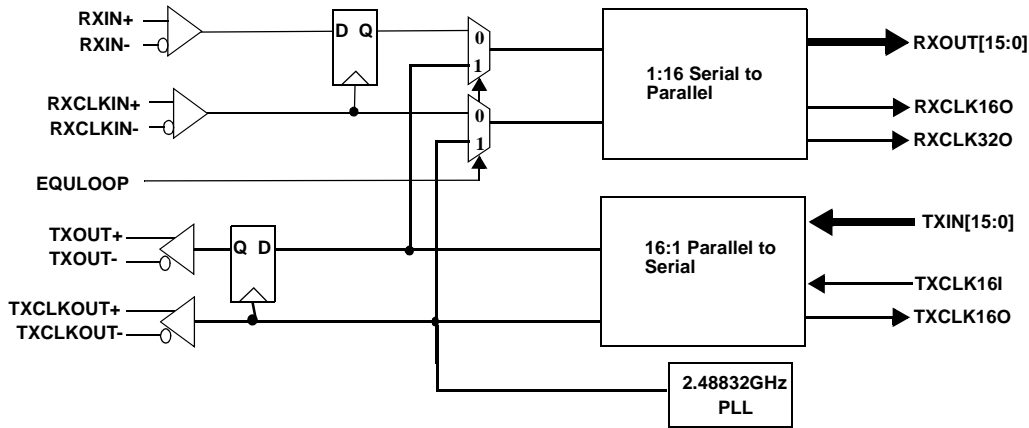 RXIN+
RXIN-
D Q
0
1
1:16 Serial to
Parallel
RXOUT[15:0]
RXCLKIN+
RXCLKIN-
0
1
RXCLK16O
RXCLK32O
EQULOOP
TXOUT+
TXOUT-
Q D
16:1 Parallel to
Serial
TXIN[15:0]
TXCLKOUT+
TXCLKOUT-
TXCLK16I
TXCLK16O
2.48832GHz
PLL